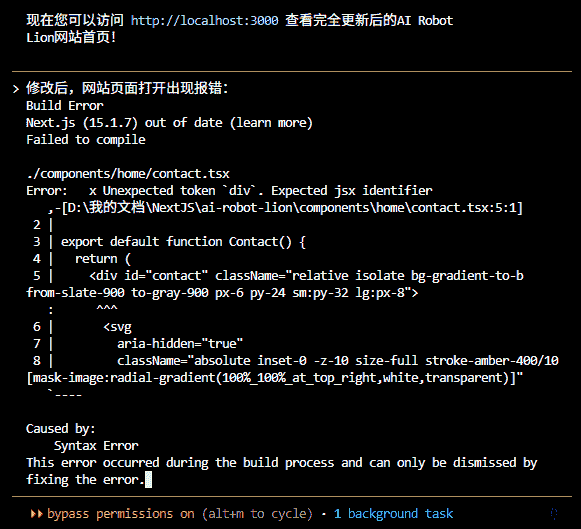 现在您可以访问 http://localhost:3000 查看完全更新后的AI Robot
Lion网站首页!
> 修改后，网站页面打开出现报错:
Build Error
Next.js (15.1.7) out of date (learn more)
Failed to compile
./components/home/contact.tsx
Error:   x Unexpected token `div`. Expected jsx identifier
   ,-[D:\我的文档\NextJS\ai-robot-lion\components\home\contact.tsx:5:1]
 2 |
 3 | export default function Contact() {
 4 |   return (
 5 |     <div id="contact" className="relative isolate bg-gradient-to-b
from-slate-900 to-gray-900 px-6 py-24 sm:py-32 lg:px-8">
   :      ^^^
 6 |       <svg
 7 |         aria-hidden="true"
 8 |         className="absolute inset-0 -z-10 size-full stroke-amber-400/10
[mask-image:radial-gradient(100%_100%_at_top_right,white,transparent)]"
   `----
Caused by:
    Syntax Error
This error occurred during the build process and can only be dismissed by
fixing the error.
⏵⏵ bypass permissions on (alt+m to cycle) · 1 background task